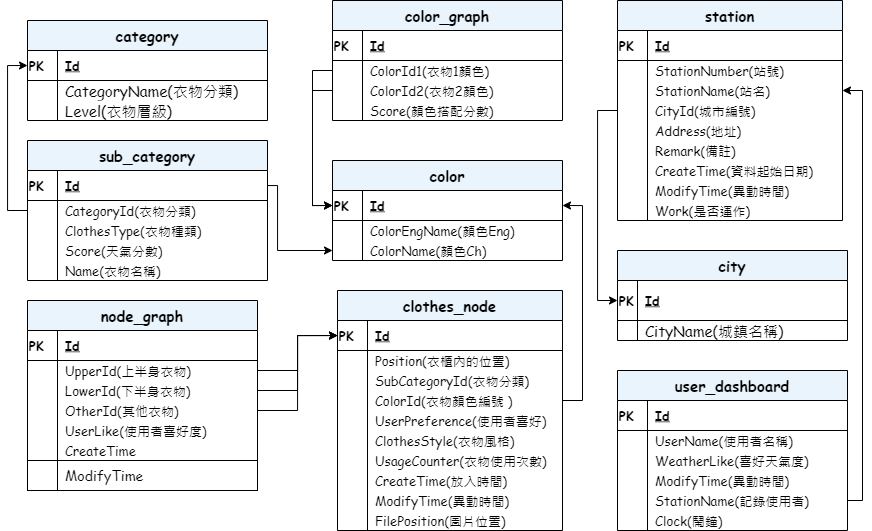 category
PK Id
CategoryName(衣物分類)
Level(衣物層級)
sub_category
PK Id
CategoryId(衣物分類)
ClothesType(衣物種類)
Score(天氣分數)
Name(衣物名稱)
node_graph
PK Id
UpperId(上半身衣物)
LowerId(下半身衣物)
OtherId(其他衣物)
UserLike(使用者喜好度)
CreateTime
ModifyTime
color_graph
PK Id
ColorId1(衣物1顏色)
ColorId2(衣物2顏色)
Score(顏色搭配分數)
color
PK Id
ColorEngName(顏色Eng)
ColorName(顏色Ch)
clothes_node
PK Id
Position(衣櫃內的位置)
SubCategoryId(衣物分類)
ColorId(衣物顏色編號 )
UserPreference(使用者喜好)
ClothesStyle(衣物風格)
UsageCounter(衣物使用次數)
CreateTime(放入時間)
ModifyTime(異動時間)
FilePosition(圖片位置)
station
PK Id
StationNumber(站號)
StationName(站名)
CityId(城市編號)
Address(地址)
Remark(備註)
CreateTime(資料起始日期)
ModifyTime(異動時間)
Work(是否運作)
city
PK Id
CityName(城鎮名稱)
user_dashboard
PK Id
UserName(使用者名稱)
WeatherLike(喜好天氣度)
ModifyTime(異動時間)
StationName(記錄使用者)
Clock(鬧鐘)